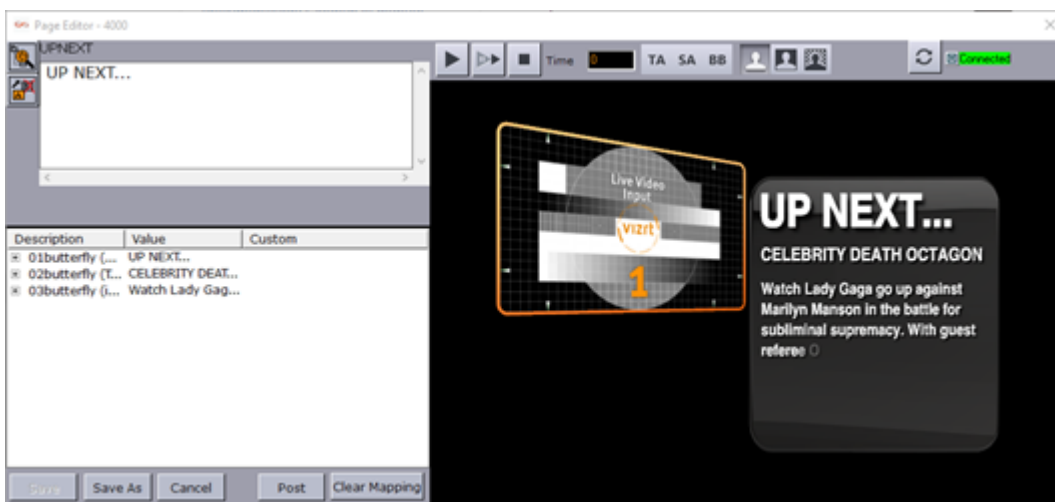 Page Editor - 4000
UPNEXT
UP NEXT...
Time 0 TA SA BB
Connected
Description Value Custom
01butterfly (... UP NEXT...
02butterfly (T... CELEBRITY DEAT...
03butterfly (i... Watch Lady Gag...
Save Save As Cancel Post Clear Mapping
Live Video
Input
vizrt
1
UP NEXT...
CELEBRITY DEATH OCTAGON
Watch Lady Gaga go up against
Marilyn Manson in the battle for
subliminal supremacy. With guest
referee O